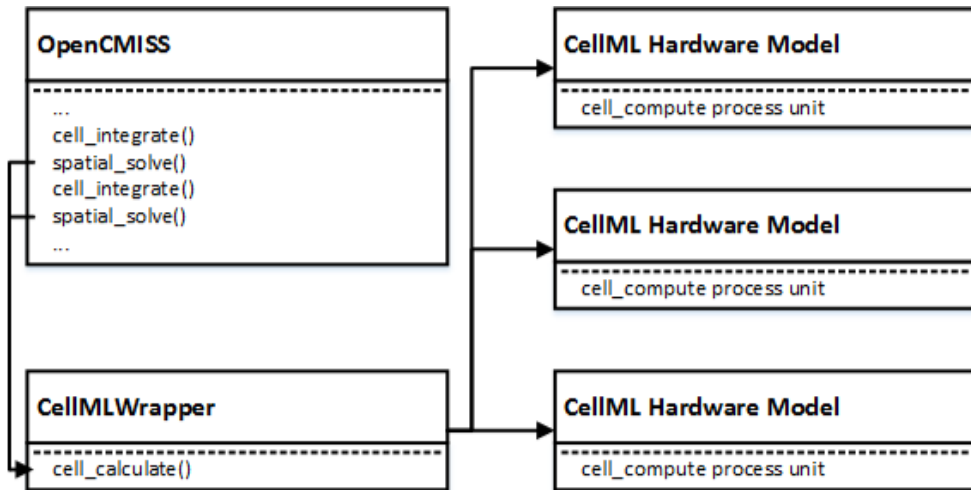 OpenCMISS
...
cell_integrate()
spatial_solve()
cell_integrate()
spatial_solve()
...
CellMLWrapper
cell_calculate()
CellML Hardware Model
cell_compute process unit
CellML Hardware Model
cell_compute process unit
CellML Hardware Model
cell_compute process unit